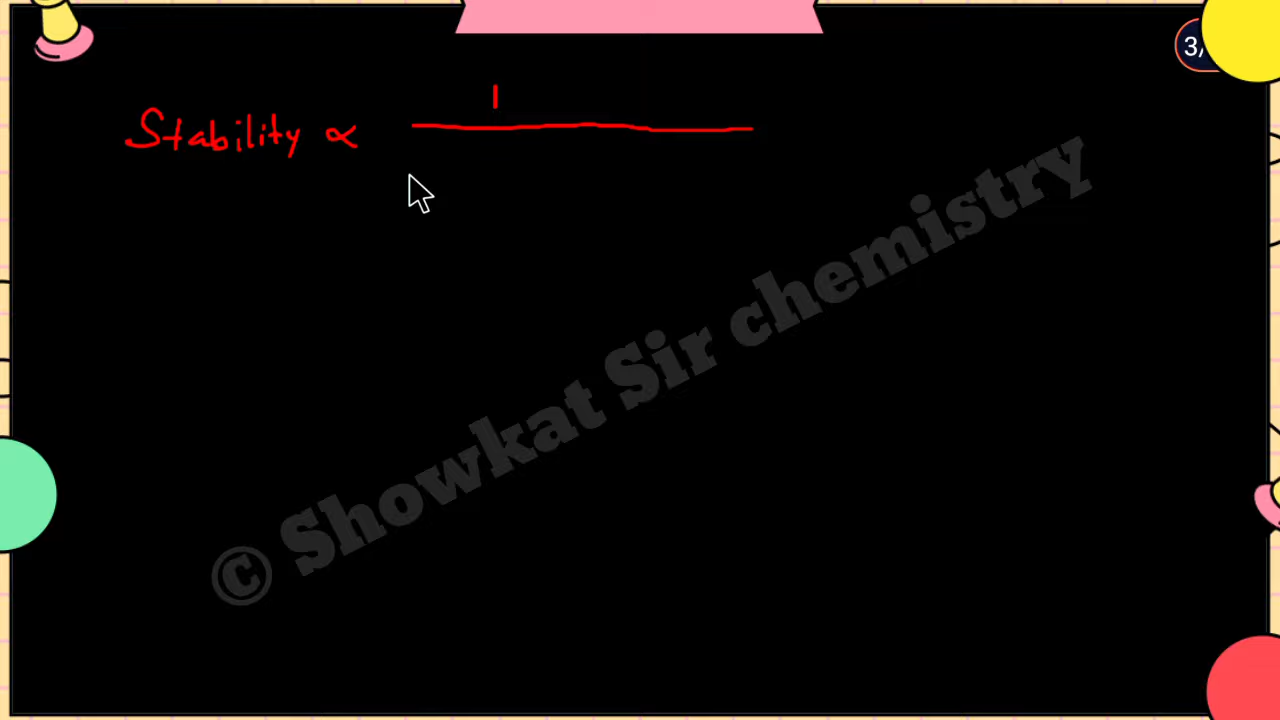 3/
1
Stability ∝ ─
© Showkat Sir chemistry